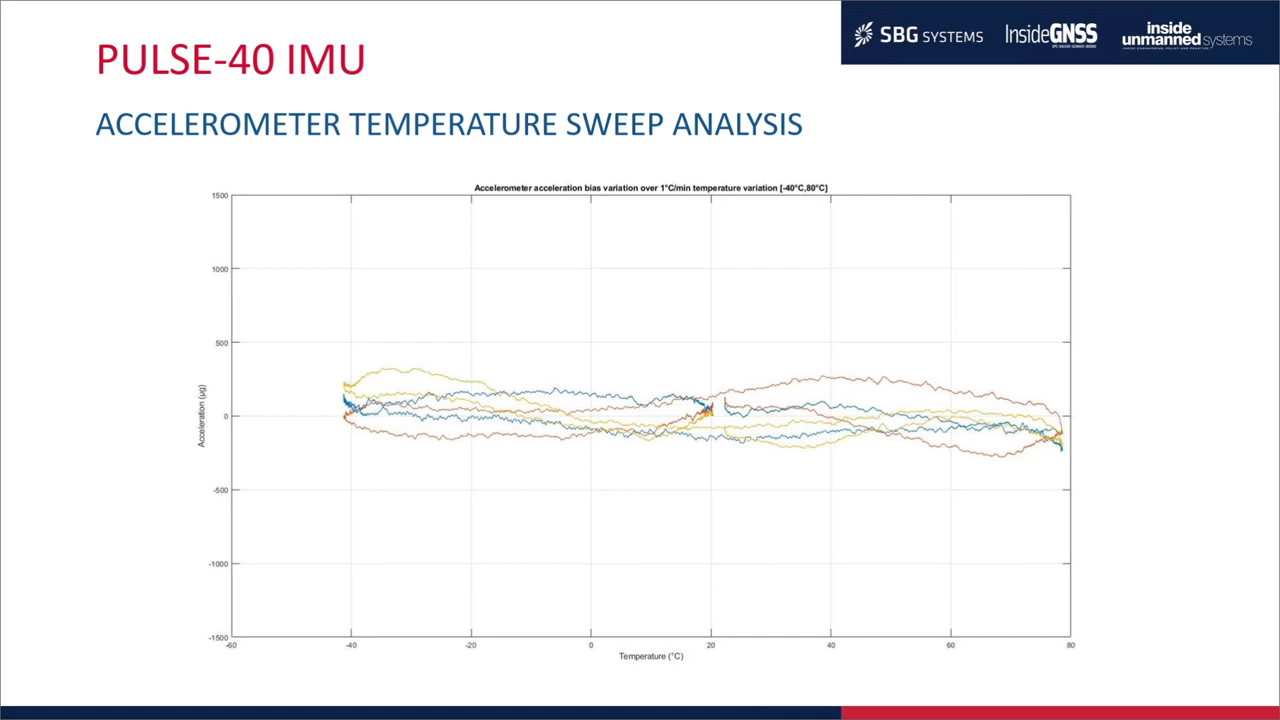 PULSE-40 IMU
SBG SYSTEMS
InsideGNSS
inside
unmanned systems
ACCELEROMETER TEMPERATURE SWEEP ANALYSIS
Accelerometer acceleration bias variation over 1°C/min temperature variation [-40°C,80°C]
1500
1000
500
0
-500
-1000
-1500
Acceleration (µg)
-60 -40 -20 0 20 40 60 80
Temperature (°C)